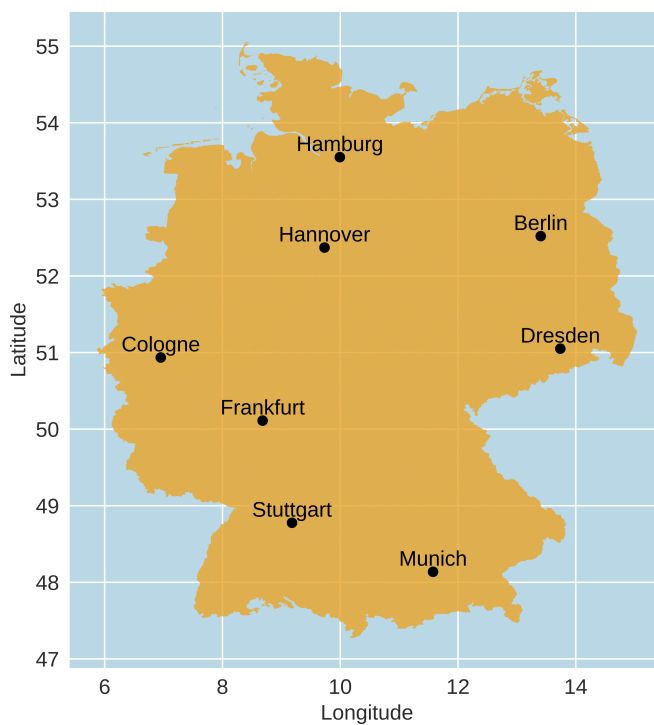 55
54
Hamburg
53
Berlin
Hannover
52
Dresden
Cologne
51
Frankfurt
50
49
Stuttgart
Munich
48
47
6 8 10 12 14
Longitude
Latitude